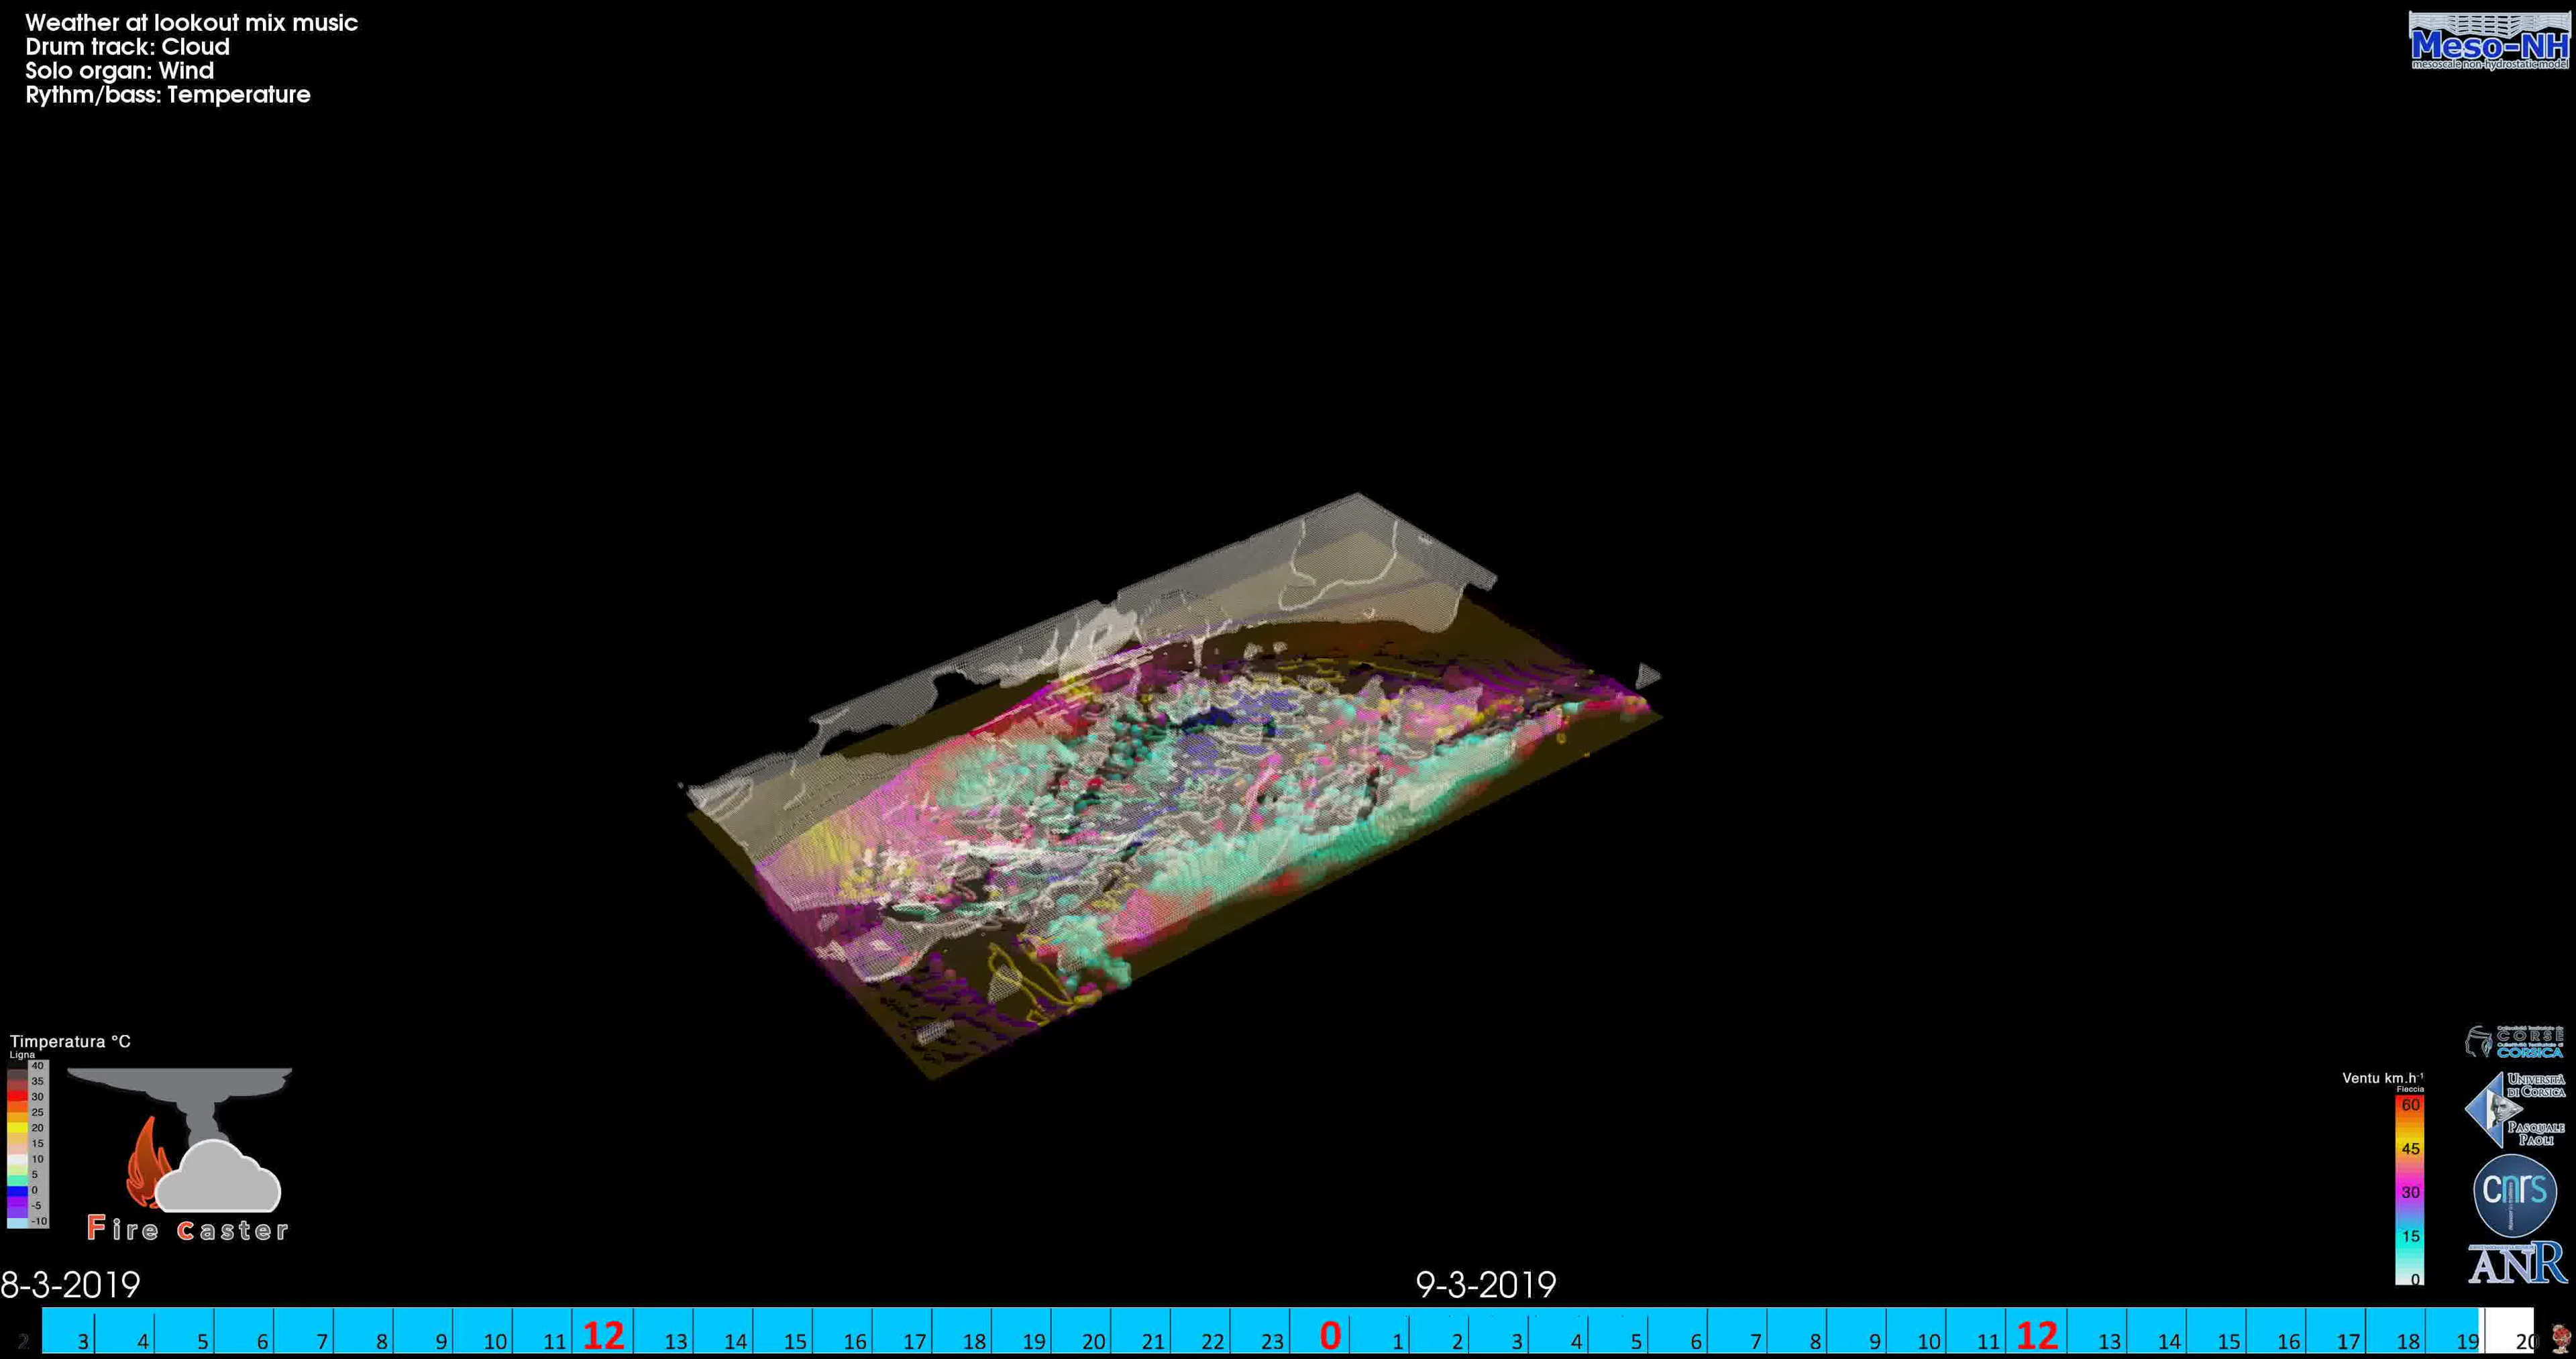 Weather at lookout mix music
Drum track: Cloud
Solo organ: Wind
Rythm/bass: Temperature
Meso-NH
mesoscale non-hydrostatic model
Timperatura °C
Ligna
40
35
30
25
20
15
10
5
0
-5
-10
Fire caster
CORSE
CORSICA
Ventu km.h⁻¹
Fleccia
60
45
30
15
0
UNIVERSITÀ
DI CORSICA
PASQUALE
PAOLI
cnrs
ANR
8-3-2019
9-3-2019
2 3 4 5 6 7 8 9 10 11 12 13 14 15 16 17 18 19 20 21 22 23 0 1 2 3 4 5 6 7 8 9 10 11 12 13 14 15 16 17 18 19 20